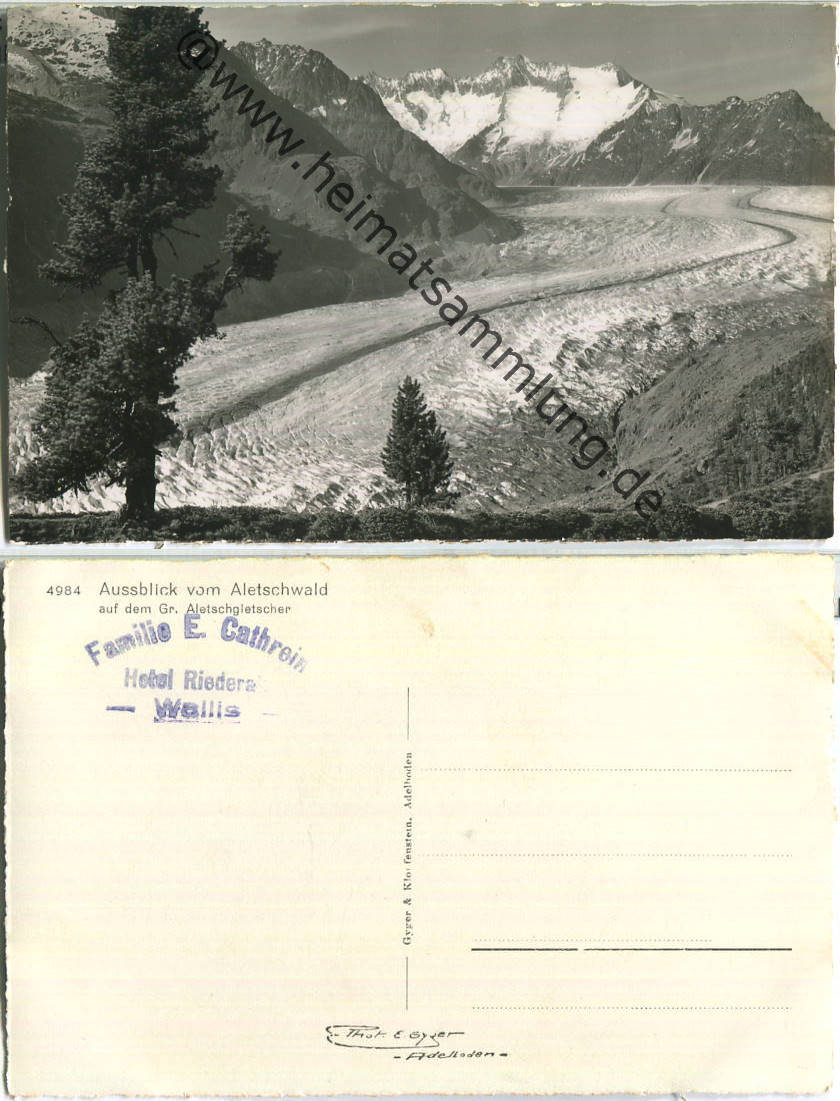 @www.heimatsammlung.de
4984 Aussblick vom Aletschwald
auf dem Gr. Aletschgletscher
Familie E. Cathrein
Hotel
— Wallis —
Gyger & Klopfenstein, Adelboden
Phot. E. Gyger
- Adelboden -